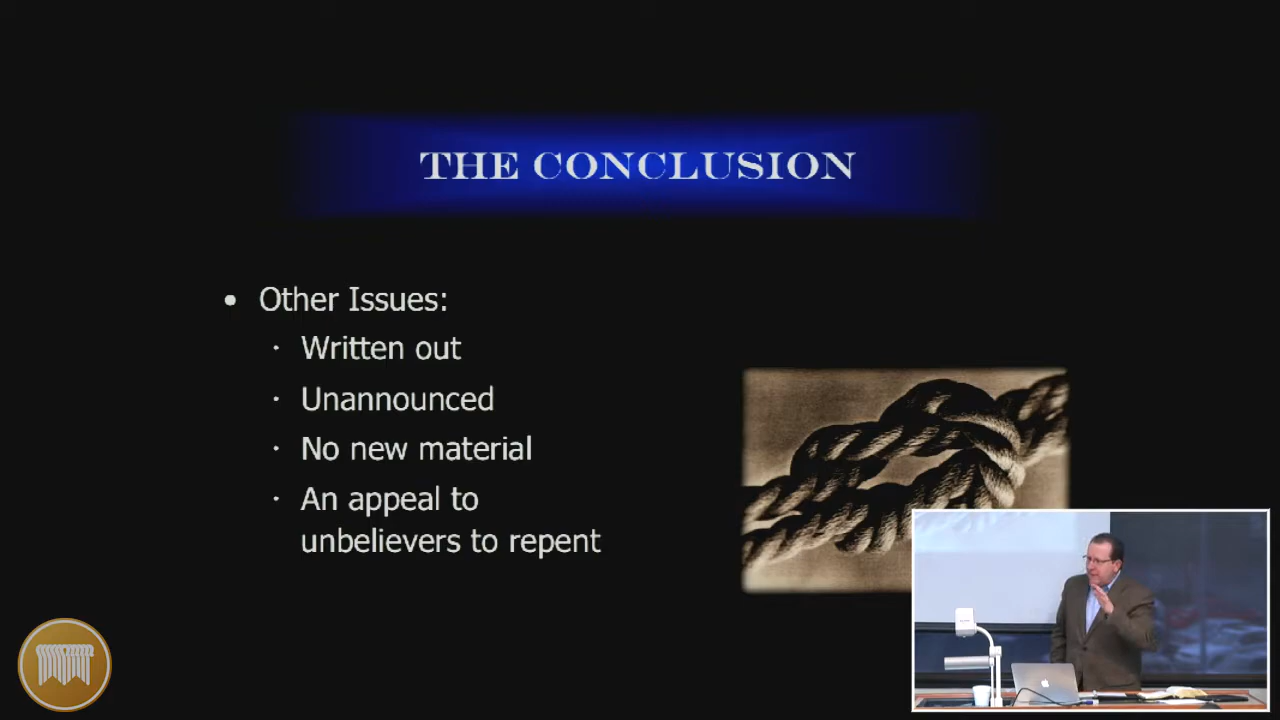 THE CONCLUSION
• Other Issues:
· Written out
· Unannounced
· No new material
· An appeal to
unbelievers to repent